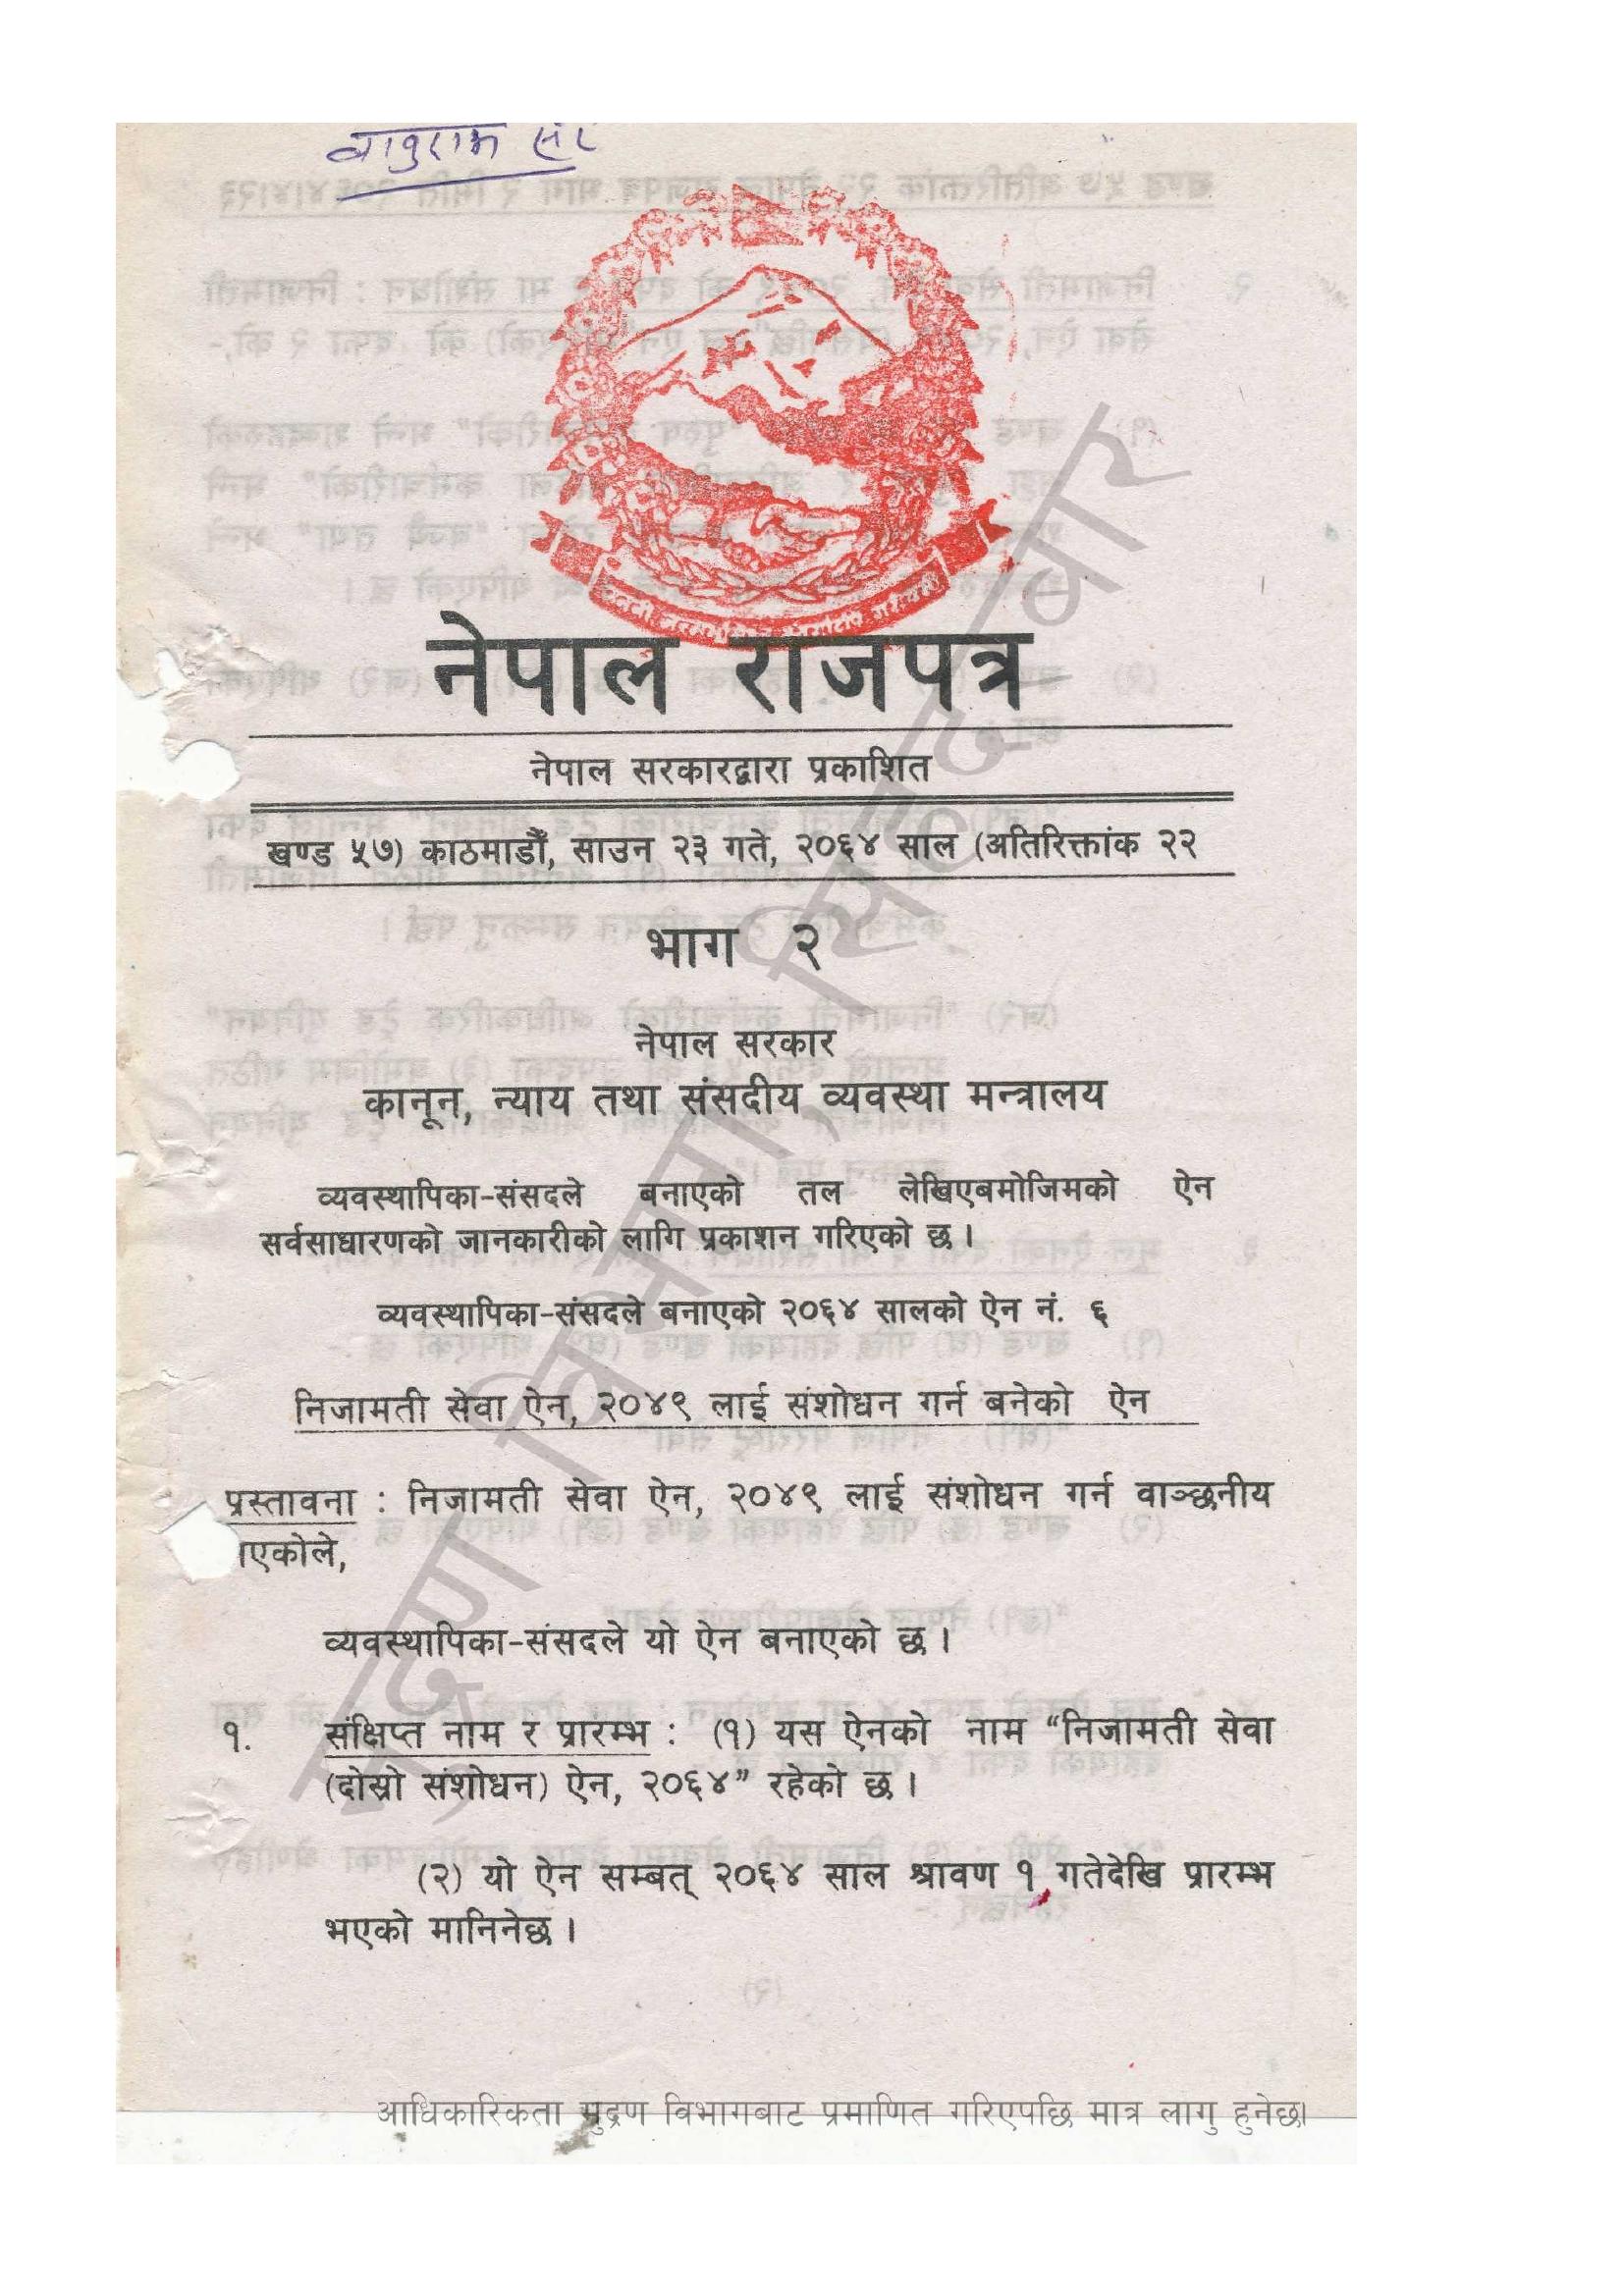 बाबुराम सर
नेपाल राजपत्र
नेपाल सरकारद्वारा प्रकाशित
खण्ड ५७) काठमाडौँ, साउन २३ गते, २०६४ साल (अतिरिक्तांक २२
भाग २
नेपाल सरकार
कानून, न्याय तथा संसदीय व्यवस्था मन्त्रालय
व्यवस्थापिका-संसदले बनाएको तल लेखिएबमोजिमको ऐन
सर्वसाधारणको जानकारीको लागि प्रकाशन गरिएको छ ।
व्यवस्थापिका-संसदले बनाएको २०६४ सालको ऐन नं. ६
निजामती सेवा ऐन, २०४९ लाई संशोधन गर्न बनेको ऐन
प्रस्तावना : निजामती सेवा ऐन, २०४९ लाई संशोधन गर्न वाञ्छनीय
ाएकोले,
व्यवस्थापिका-संसदले यो ऐन बनाएको छ ।
१. संक्षिप्त नाम र प्रारम्भ : (१) यस ऐनको नाम “निजामती सेवा
(दोस्रो संशोधन) ऐन, २०६४” रहेको छ ।
(२) यो ऐन सम्बत् २०६४ साल श्रावण १ गतेदेखि प्रारम्भ
भएको मानिनेछ ।
मुद्रण विभाग, सिंहदरबार
आधिकारिकता मुद्रण विभागबाट प्रमाणित गरिएपछि मात्र लागु हुनेछ।